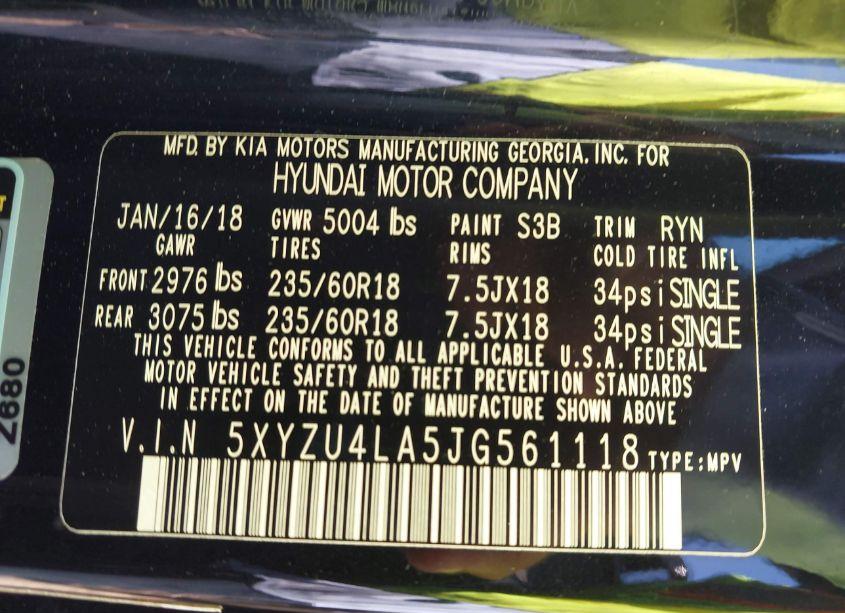 MFD. BY KIA MOTORS MANUFACTURING GEORGIA. INC. FOR
HYUNDAI MOTOR COMPANY
JAN/16/18 GVWR 5004 lbs PAINT S3B TRIM RYN
GAWR TIRES RIMS COLD TIRE INFL
FRONT 2976 lbs 235/60R18 7.5JX18 34psi SINGLE
REAR 3075 lbs 235/60R18 7.5JX18 34psi SINGLE
THIS VEHICLE CONFORMS TO ALL APPLICABLE U.S.A. FEDERAL
MOTOR VEHICLE SAFETY AND THEFT PREVENTION STANDARDS
IN EFFECT ON THE DATE OF MANUFACTURE SHOWN ABOVE
V.I.N 5XYZU4LA5JG561118 TYPE:MPV
2680